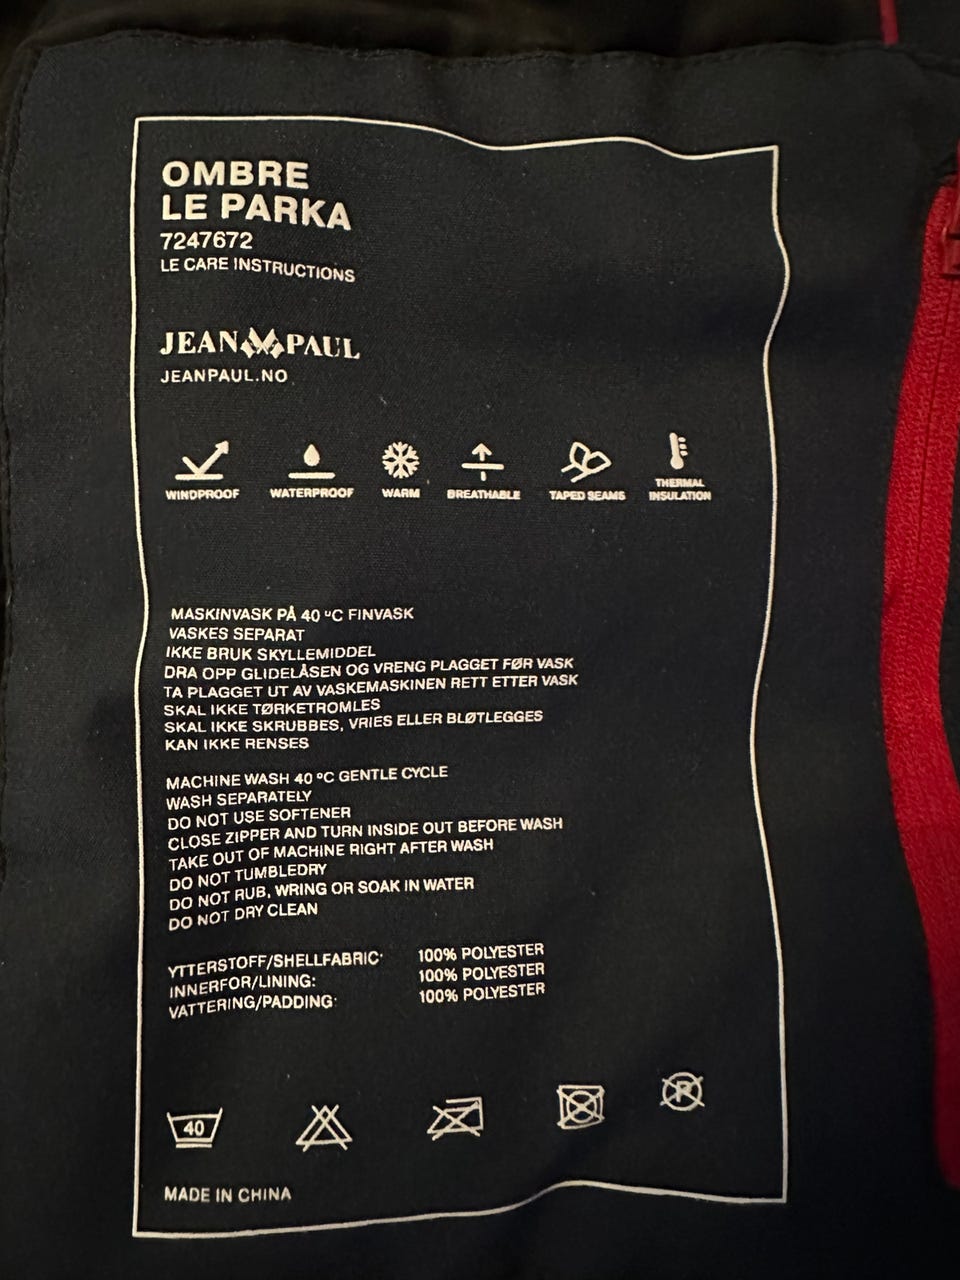 OMBRE
LE PARKA
7247672
LE CARE INSTRUCTIONS
JEAN PAUL
JEANPAUL.NO
WINDPROOF WATERPROOF WARM BREATHABLE TAPED SEAMS THERMAL INSULATION
MASKINVASK PÅ 40 ºC FINVASK
VASKES SEPARAT
IKKE BRUK SKYLLEMIDDEL
DRA OPP GLIDELÅSEN OG VRENG PLAGGET FØR VASK
TA PLAGGET UT AV VASKEMASKINEN RETT ETTER VASK
SKAL IKKE TØRKETROMLES
SKAL IKKE SKRUBBES, VRIES ELLER BLØTLEGGES
KAN IKKE RENSES
MACHINE WASH 40 ºC GENTLE CYCLE
WASH SEPARATELY
DO NOT USE SOFTENER
CLOSE ZIPPER AND TURN INSIDE OUT BEFORE WASH
TAKE OUT OF MACHINE RIGHT AFTER WASH
DO NOT TUMBLEDRY
DO NOT RUB, WRING OR SOAK IN WATER
DO NOT DRY CLEAN
YTTERSTOFF/SHELLFABRIC: 100% POLYESTER
INNERFOR/LINING: 100% POLYESTER
VATTERING/PADDING: 100% POLYESTER
40 P
MADE IN CHINA